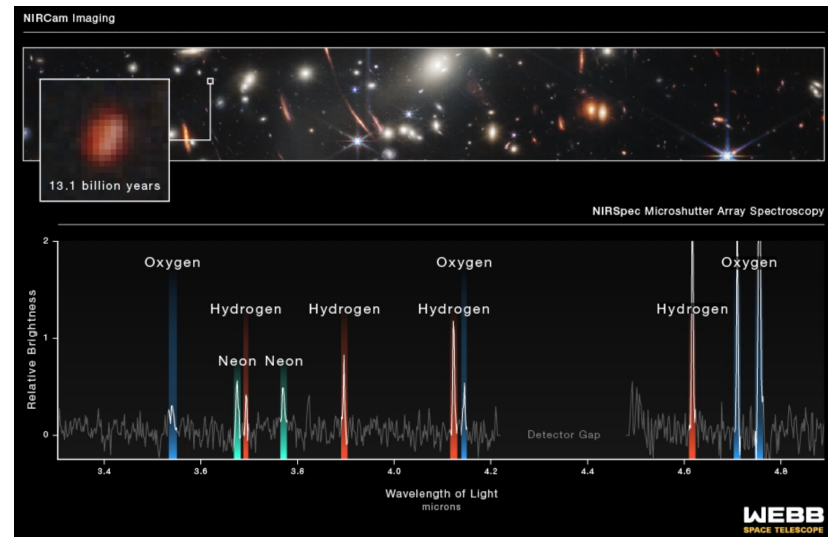 NIRCam Imaging
13.1 billion years
NIRSpec Microshutter Array Spectroscopy
2
Oxygen
Oxygen
Oxygen
Hydrogen
Hydrogen
Hydrogen
Hydrogen
Relative Brightness
1
Neon
Neon
0
Detector Gap
3.4
3.6
3.8
4.0
4.2
4.4
4.6
4.8
Wavelength of Light
microns
WEBB
SPACE TELESCOPE